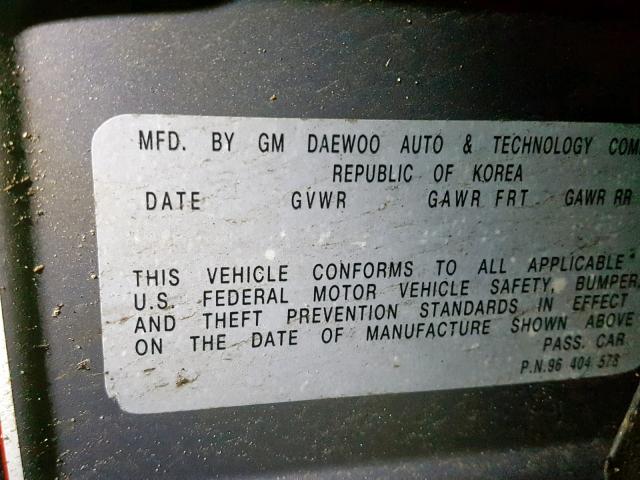 MFD. BY GM DAEWOO AUTO & TECHNOLOGY COM
REPUBLIC OF KOREA
DATE GVWR GAWR FRT GAWR RR
THIS VEHICLE CONFORMS TO ALL APPLICABLE
U.S. FEDERAL MOTOR VEHICLE SAFETY, BUMPER,
AND THEFT PREVENTION STANDARDS IN EFFECT
ON THE DATE OF MANUFACTURE SHOWN ABOVE
PASS. CAR
P.N.96 404 578